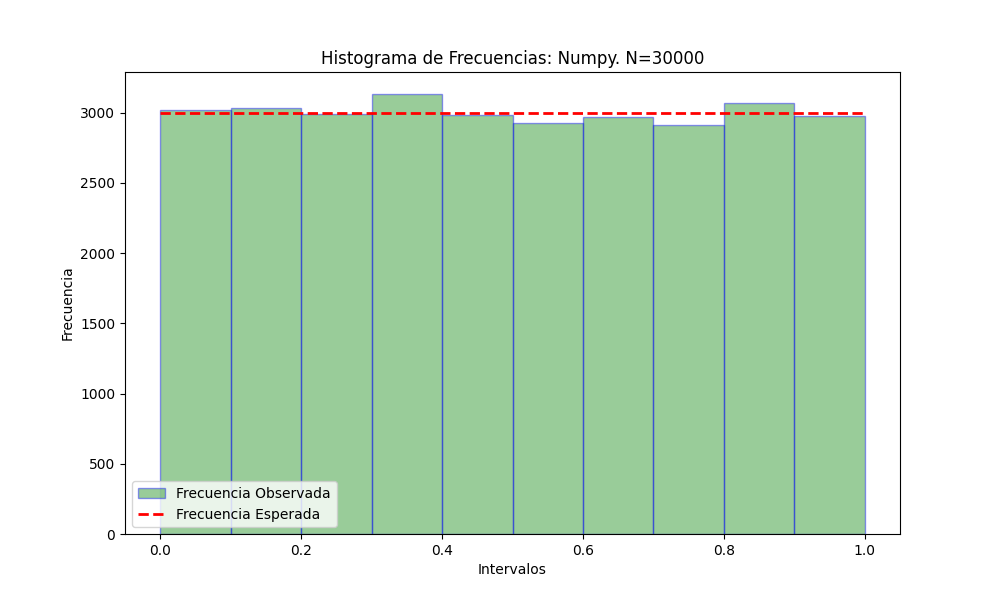 Histograma de Frecuencias: Numpy. N=30000
Frecuencia
3000
2500
2000
1500
1000
500
0
Frecuencia Observada
Frecuencia Esperada
0.0 0.2 0.4 0.6 0.8 1.0
Intervalos